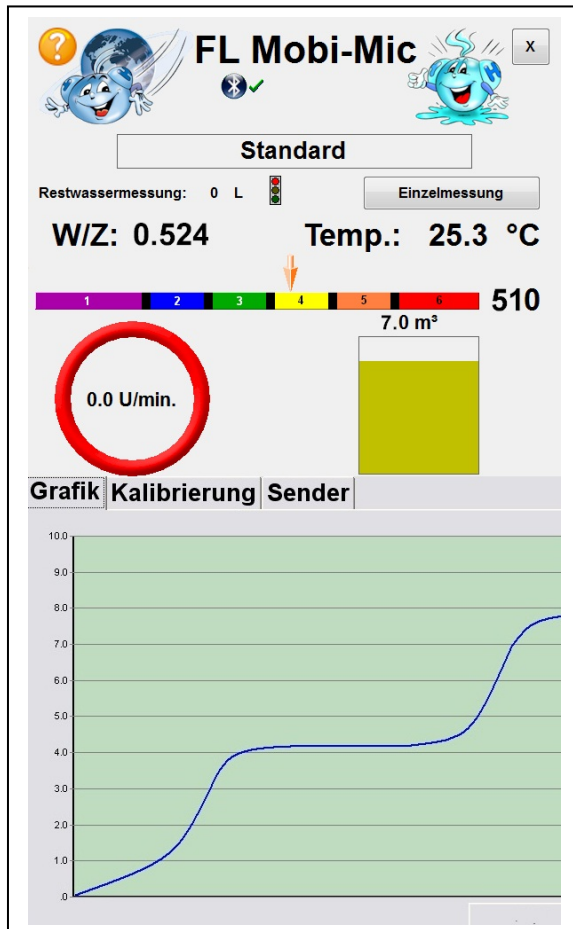 ?
FL Mobi-Mic
X
Standard
Restwassermessung: 0 L
Einzelmessung
W/Z: 0.524 Temp.: 25.3 °C
1 2 3 4 5 6 510
7.0 m³
0.0 U/min.
Grafik Kalibrierung Sender
10.0
9.0
8.0
7.0
6.0
5.0
4.0
3.0
2.0
1.0
.0